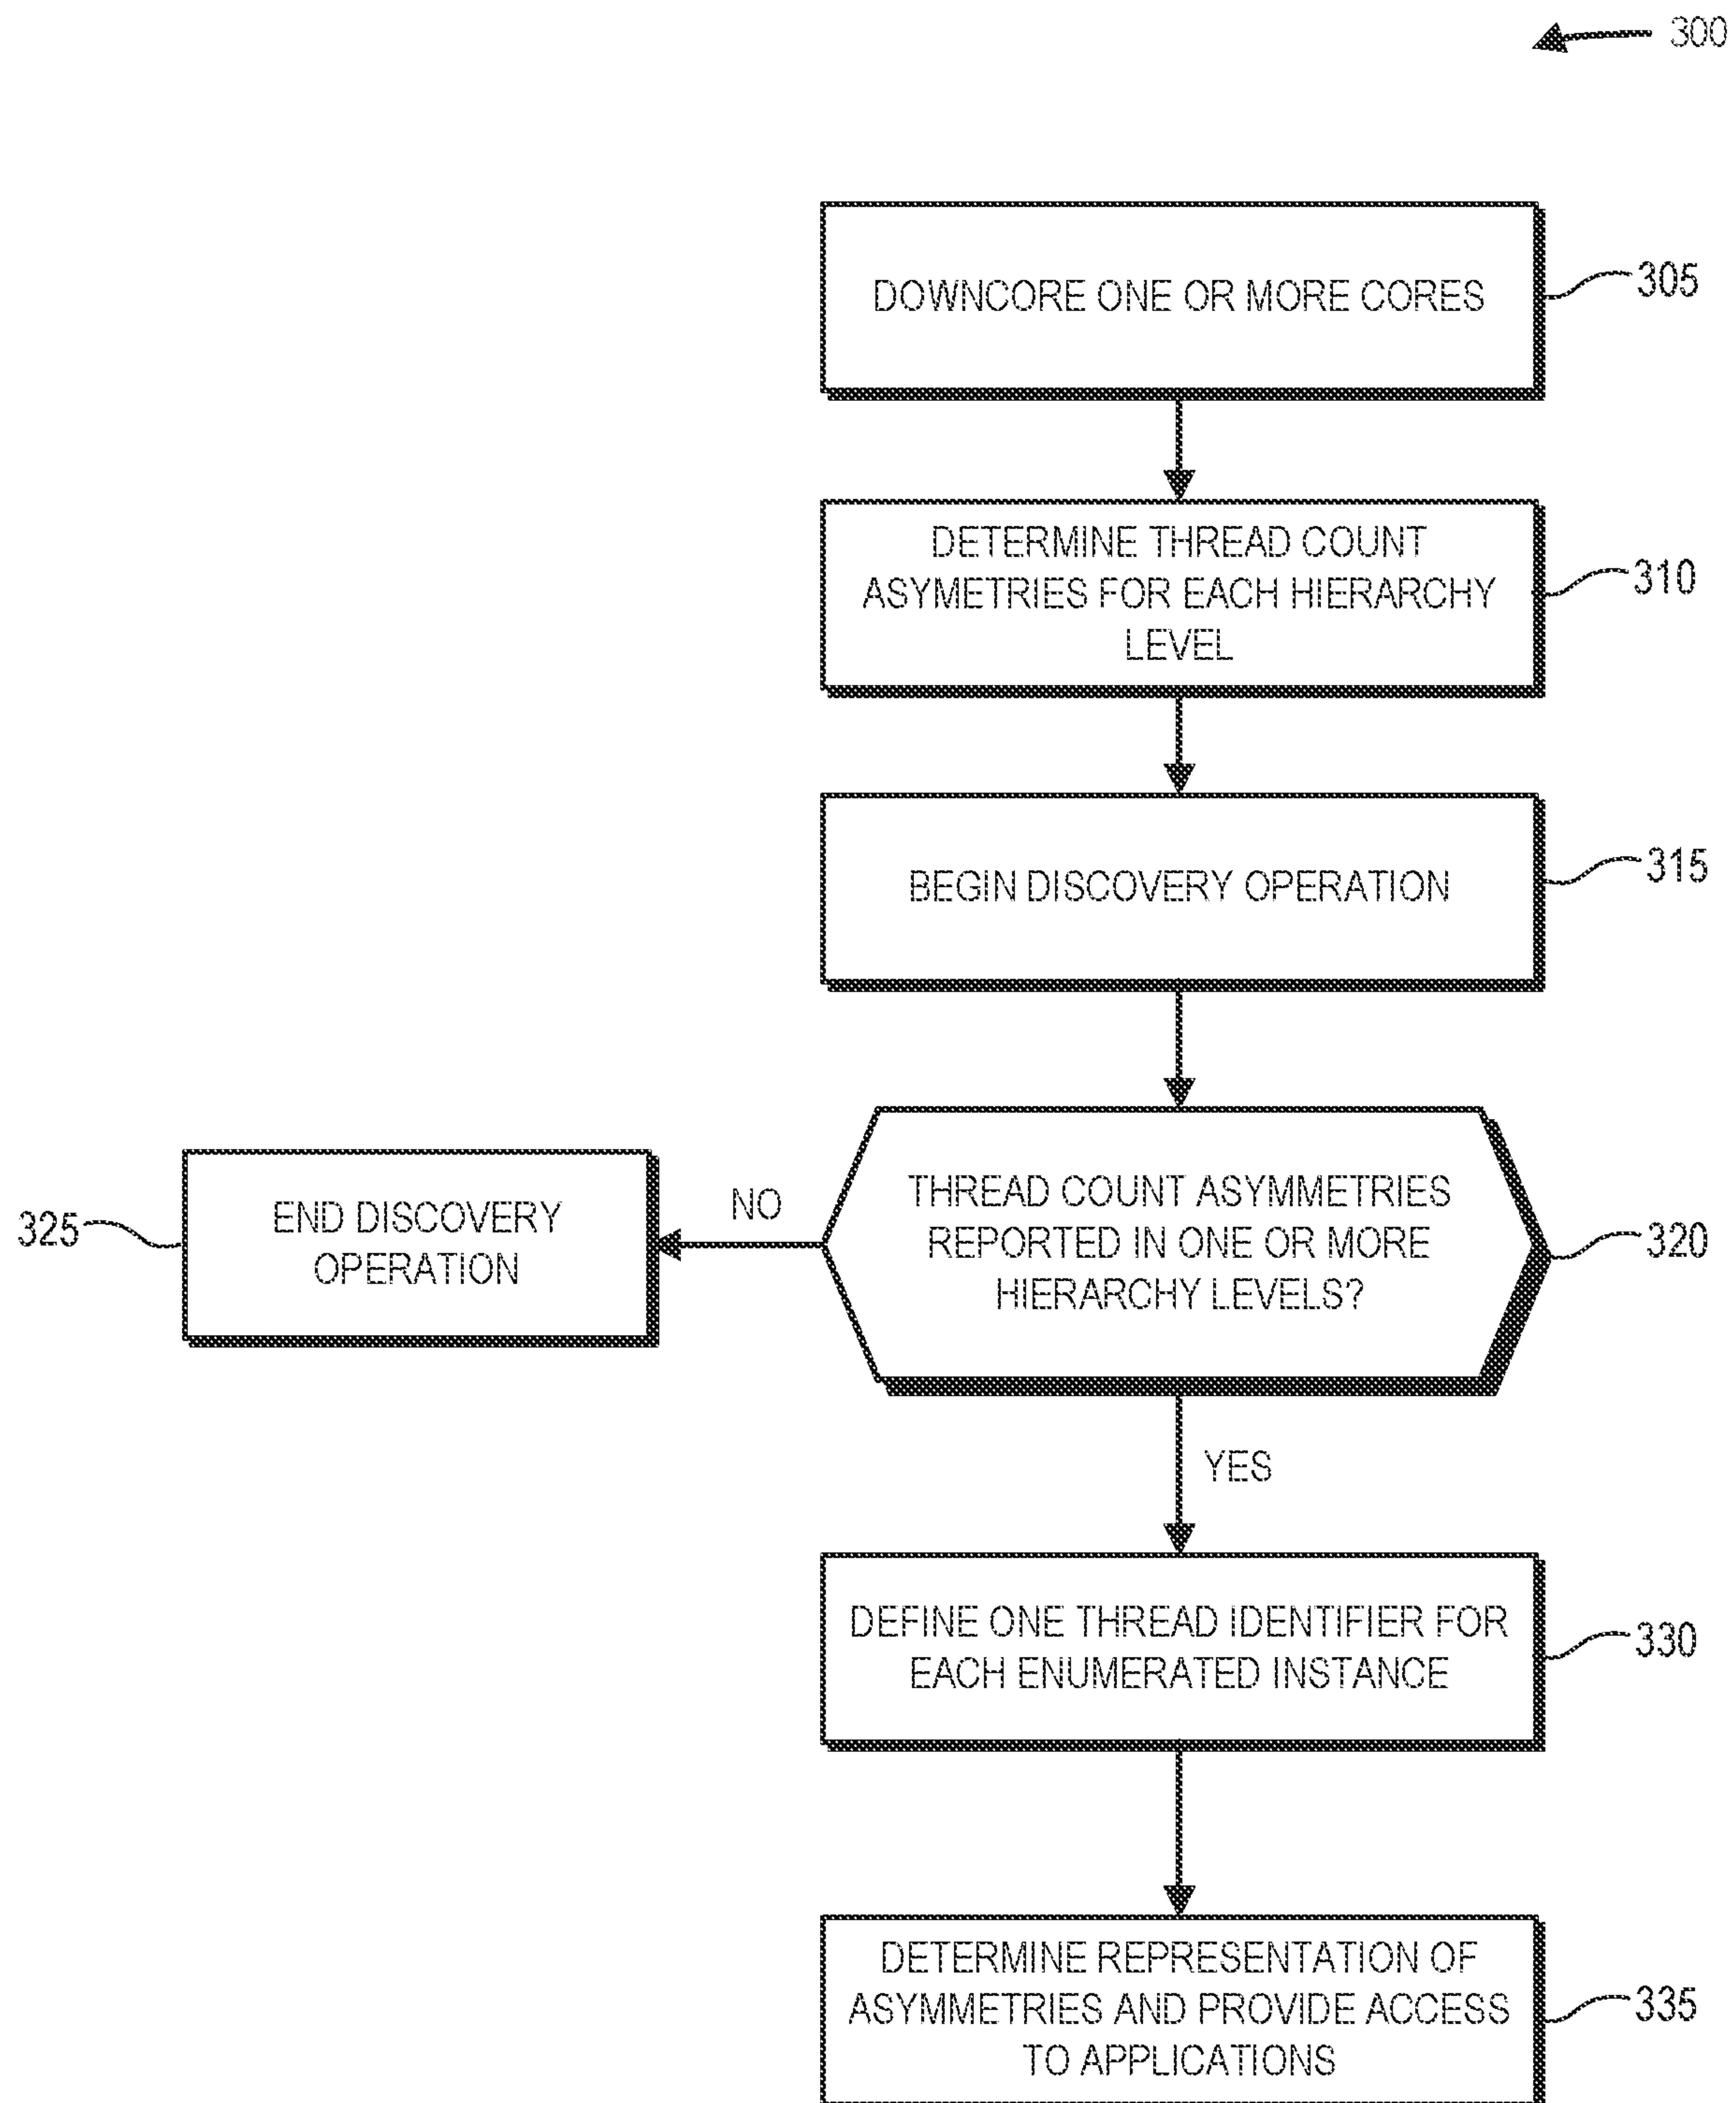 300
DOWNCORE ONE OR MORE CORES
305
DETERMINE THREAD COUNT
ASYMETRIES FOR EACH HIERARCHY
LEVEL
310
BEGIN DISCOVERY OPERATION
315
THREAD COUNT ASYMMETRIES
REPORTED IN ONE OR MORE
HIERARCHY LEVELS?
320
NO
END DISCOVERY
OPERATION
325
YES
DEFINE ONE THREAD IDENTIFIER FOR
EACH ENUMERATED INSTANCE
330
DETERMINE REPRESENTATION OF
ASYMMETRIES AND PROVIDE ACCESS
TO APPLICATIONS
335